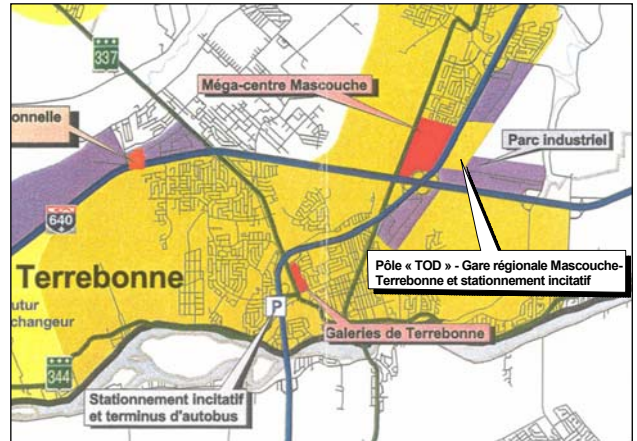 337
Méga-centre Mascouche
onnelle
Parc industriel
640
Pôle « TOD » - Gare régionale Mascouche-
Terrebonne et stationnement incitatif
Terrebonne
utur
changeur
P
Galeries de Terrebonne
344
Stationnement incitatif
et terminus d'autobus